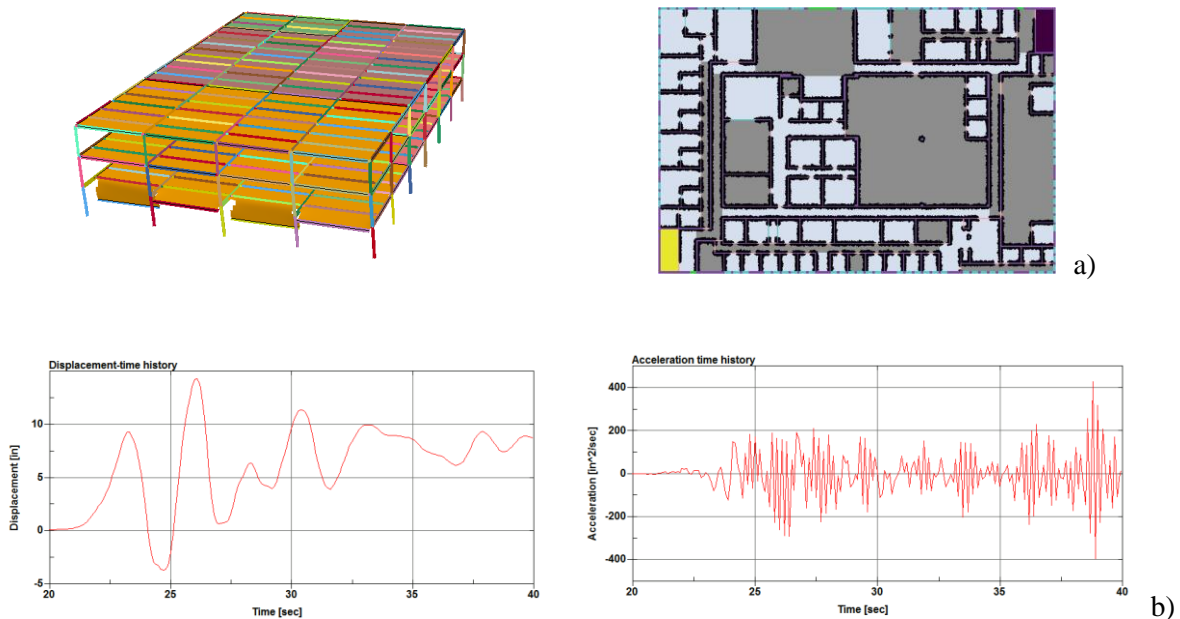 a)
Displacement-time history
Displacement [in]
10
5
0
-5
20
25
30
35
40
Time [sec]
Acceleration time history
Acceleration [in^2/sec]
400
200
0
-200
-400
20
25
30
35
40
Time [sec]
b)